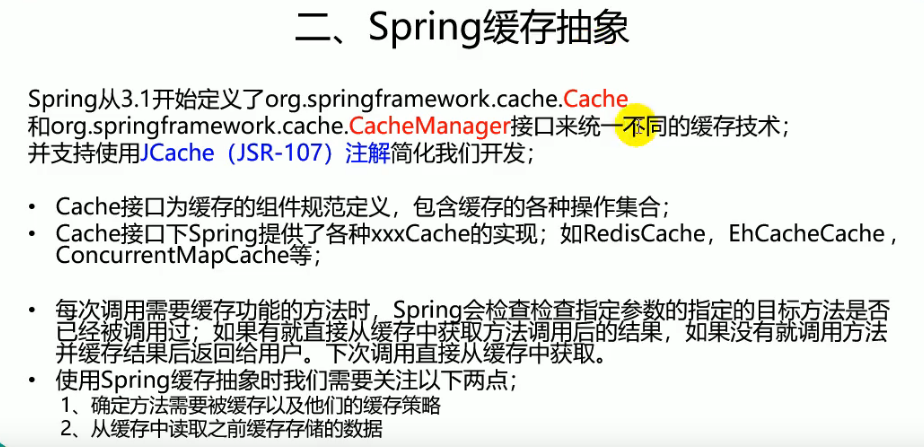 二、Spring缓存抽象
Spring从3.1开始定义了org.springframework.cache.Cache
和org.springframework.cache.CacheManager接口来统一不同的缓存技术；
并支持使用JCache（JSR-107）注解简化我们开发；
• Cache接口为缓存的组件规范定义，包含缓存的各种操作集合；
• Cache接口下Spring提供了各种xxxCache的实现；如RedisCache，EhCacheCache ,
ConcurrentMapCache等；
• 每次调用需要缓存功能的方法时，Spring会检查检查指定参数的指定的目标方法是否
已经被调用过；如果有就直接从缓存中获取方法调用后的结果，如果没有就调用方法
并缓存结果后返回给用户。下次调用直接从缓存中获取。
• 使用Spring缓存抽象时我们需要关注以下两点；
1、确定方法需要被缓存以及他们的缓存策略
2、从缓存中读取之前缓存存储的数据